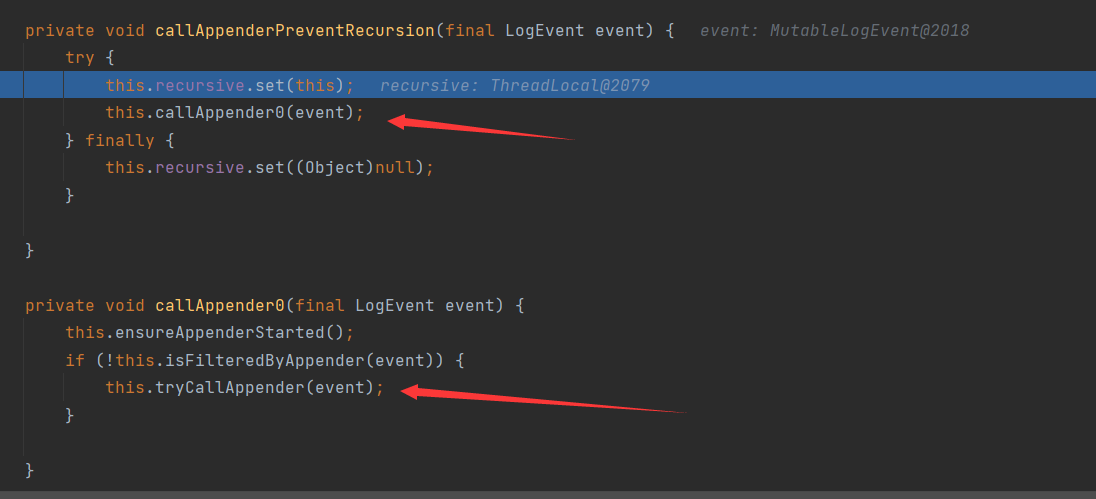 private void callAppenderPreventRecursion(final LogEvent event) {   event: MutableLogEvent@2018
    try {
        this.recursive.set(this);   recursive: ThreadLocal@2079
        this.callAppender0(event);
    } finally {
        this.recursive.set((Object)null);
    }
}
private void callAppender0(final LogEvent event) {
    this.ensureAppenderStarted();
    if (!this.isFilteredByAppender(event)) {
        this.tryCallAppender(event);
    }
}